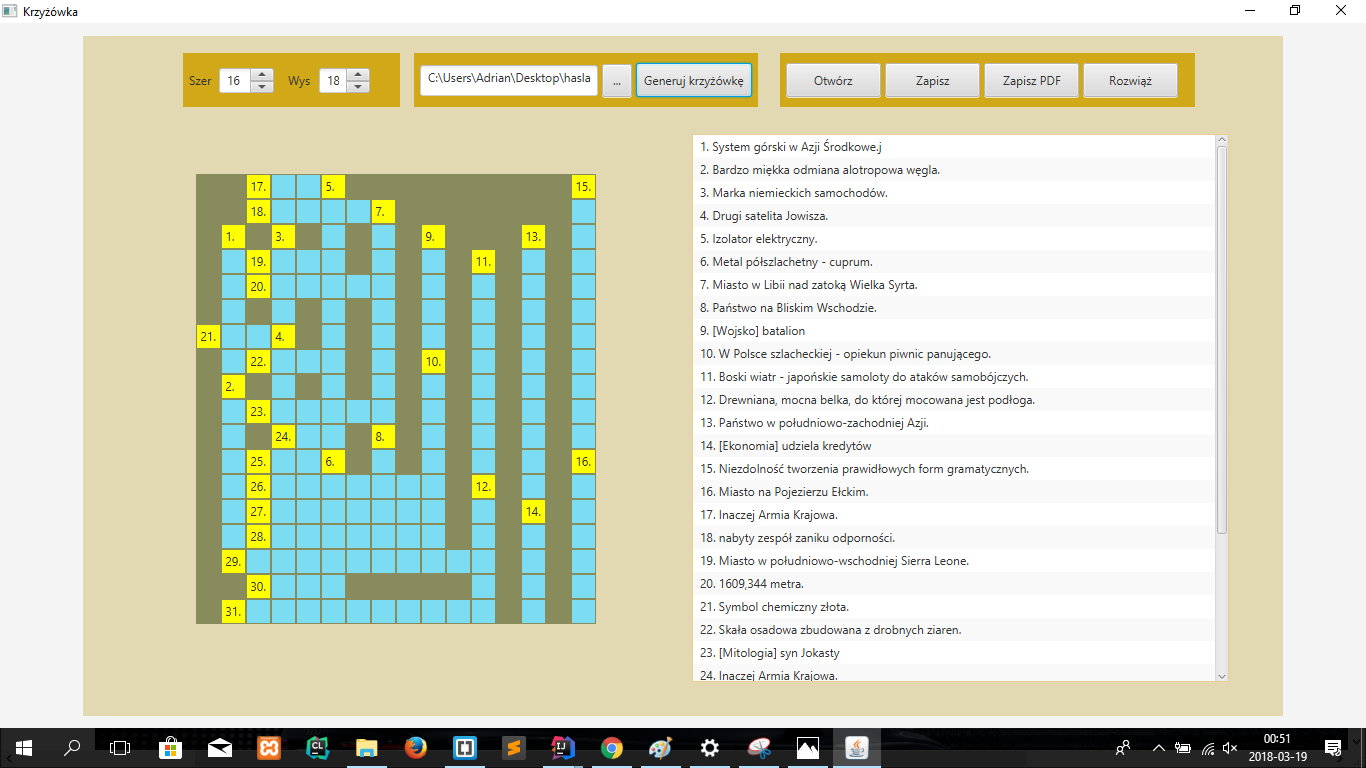 Krzyżówka
Szer 16 Wys 18 C:\Users\Adrian\Desktop\hasla ... Generuj krzyżówkę Otwórz Zapisz Zapisz PDF Rozwiąż
17. 5. 15.
18. 7.
1. 3. 9. 13.
19. 11.
20.
21. 4.
22. 10.
2.
23.
24. 8.
25. 6. 16.
26. 12.
27. 14.
28.
29.
30.
31.
1. System górski w Azji Środkowe.j
2. Bardzo miękka odmiana alotropowa węgla.
3. Marka niemieckich samochodów.
4. Drugi satelita Jowisza.
5. Izolator elektryczny.
6. Metal półszlachetny - cuprum.
7. Miasto w Libii nad zatoką Wielka Syrta.
8. Państwo na Bliskim Wschodzie.
9. [Wojsko] batalion
10. W Polsce szlacheckiej - opiekun piwnic panującego.
11. Boski wiatr - japońskie samoloty do ataków samobójczych.
12. Drewniana, mocna belka, do której mocowana jest podłoga.
13. Państwo w południowo-zachodniej Azji.
14. [Ekonomia] udziela kredytów
15. Niezdolność tworzenia prawidłowych form gramatycznych.
16. Miasto na Pojezierzu Ełckim.
17. Inaczej Armia Krajowa.
18. nabyty zespół zaniku odporności.
19. Miasto w południowo-wschodniej Sierra Leone.
20. 1609,344 metra.
21. Symbol chemiczny złota.
22. Skała osadowa zbudowana z drobnych ziaren.
23. [Mitologia] syn Jokasty
24. Inaczej Armia Krajowa.
CL IJ
00:51
2018-03-19